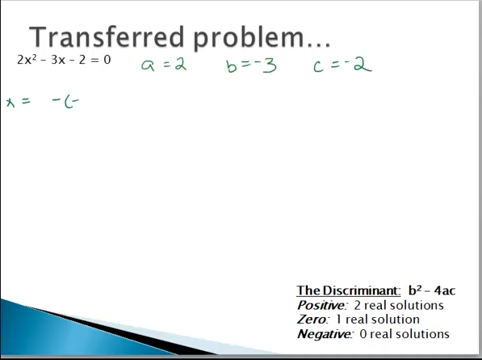 Transferred problem...
2x² – 3x – 2 = 0 a = 2 b = -3 c = -2
x = -(-
The Discriminant: b² – 4ac
Positive: 2 real solutions
Zero: 1 real solution
Negative: 0 real solutions